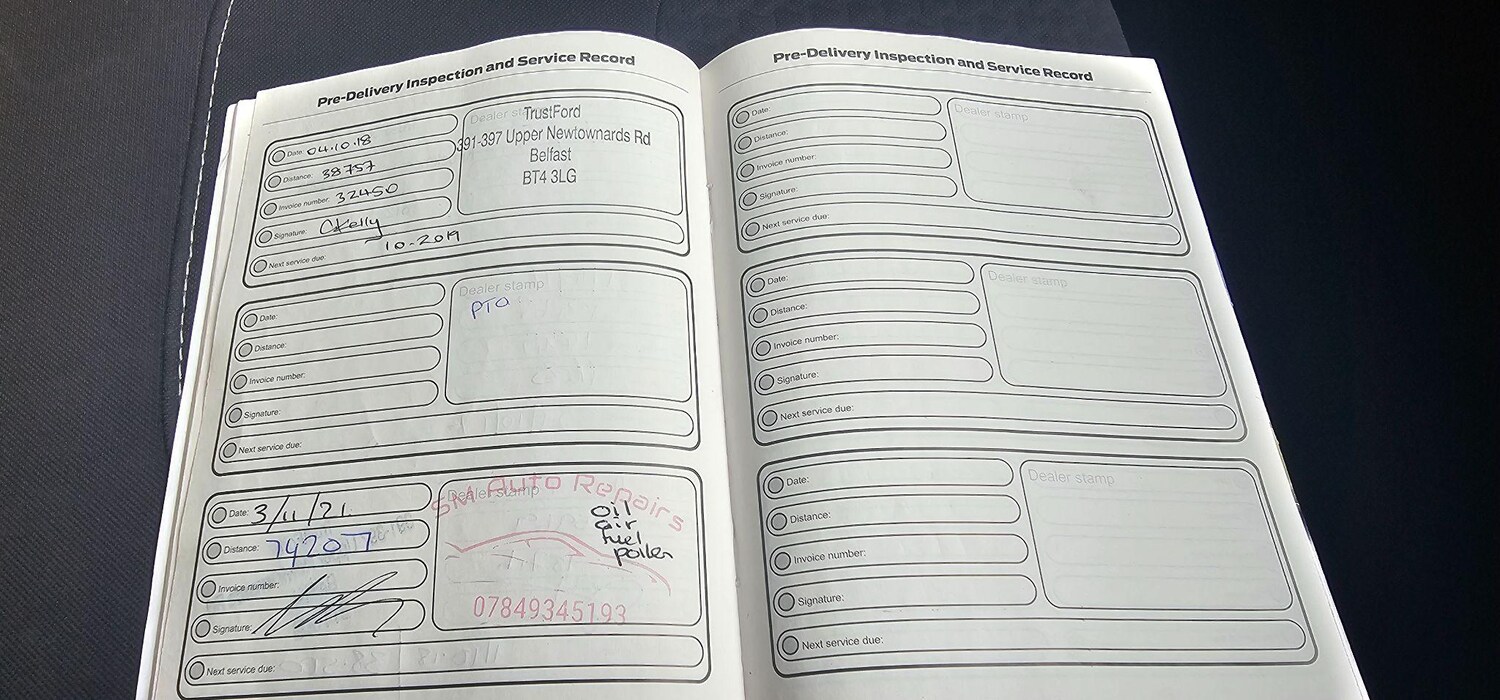 Pre-Delivery Inspection and Service Record
Date: 04.10.18
Distance: 38757
Invoice number: 32450
Signature: CKelly
Next service due: 10-2019
Dealer stamp
TrustFord
391-397 Upper Newtownards Rd
Belfast
BT4 3LG
Date:
Distance:
Invoice number:
Signature:
Next service due:
Dealer stamp
PTO
Date: 3/11/21
Distance: 74207
Invoice number:
Signature:
Next service due:
Dealer stamp
SM Auto Repairs
oil
air
fuel
pollen
07849345193
Pre-Delivery Inspection and Service Record
Date:
Distance:
Invoice number:
Signature:
Next service due:
Dealer stamp
Date:
Distance:
Invoice number:
Signature:
Next service due:
Dealer stamp
Date:
Distance:
Invoice number:
Signature:
Next service due:
Dealer stamp